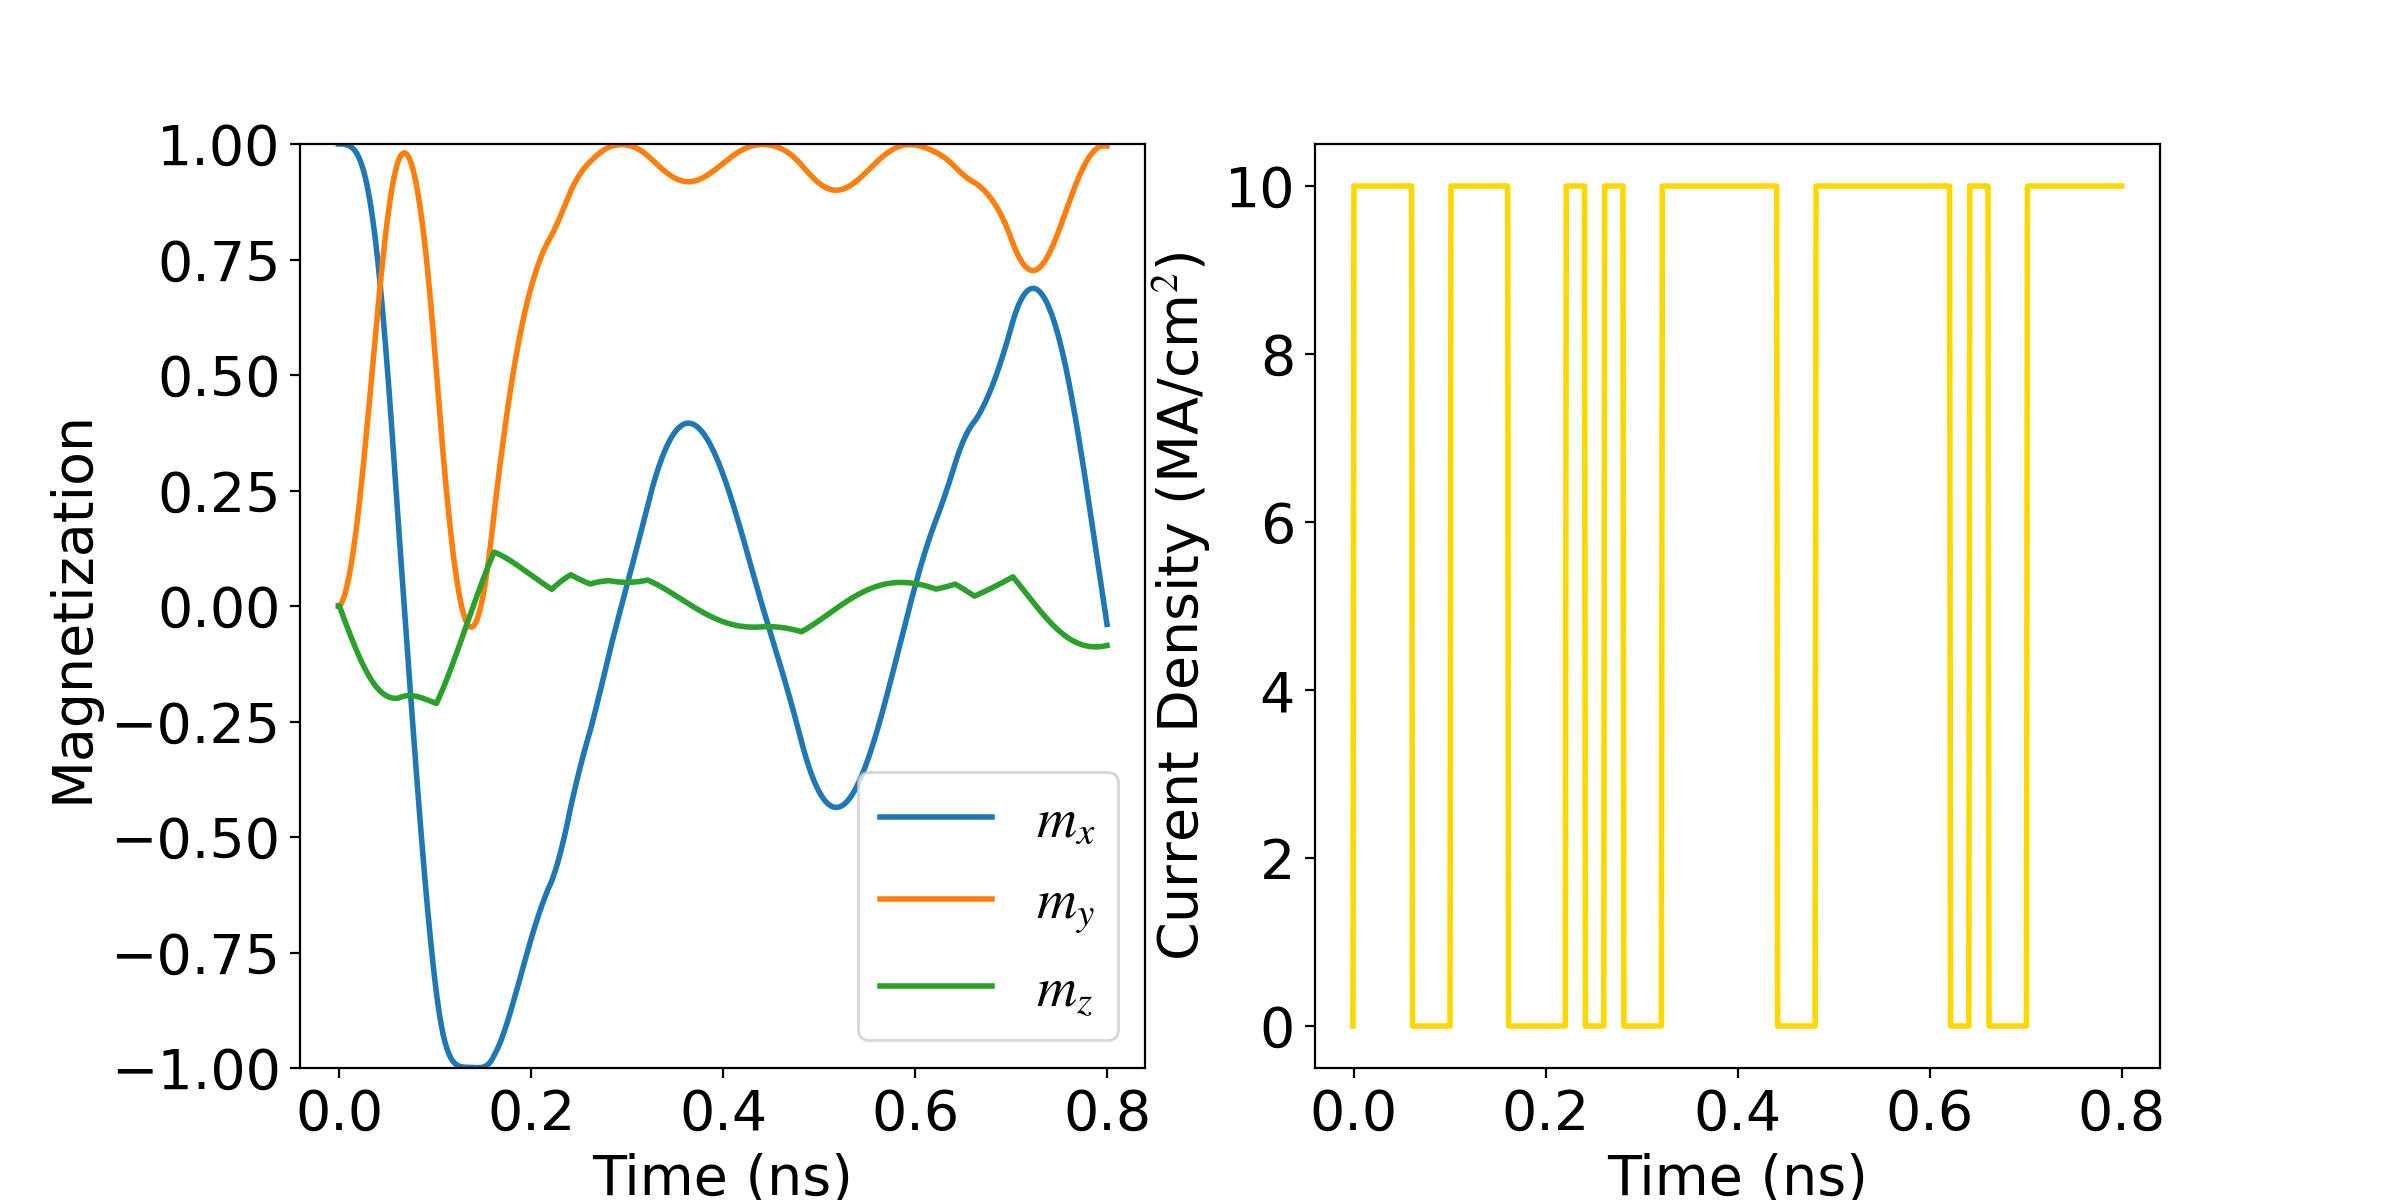 1.00
0.75
0.50
0.25
0.00
−0.25
−0.50
−0.75
−1.00
Magnetization
0.0 0.2 0.4 0.6 0.8
Time (ns)
m_x
m_y
m_z
10
8
6
4
2
0
Current Density (MA/cm²)
0.0 0.2 0.4 0.6 0.8
Time (ns)